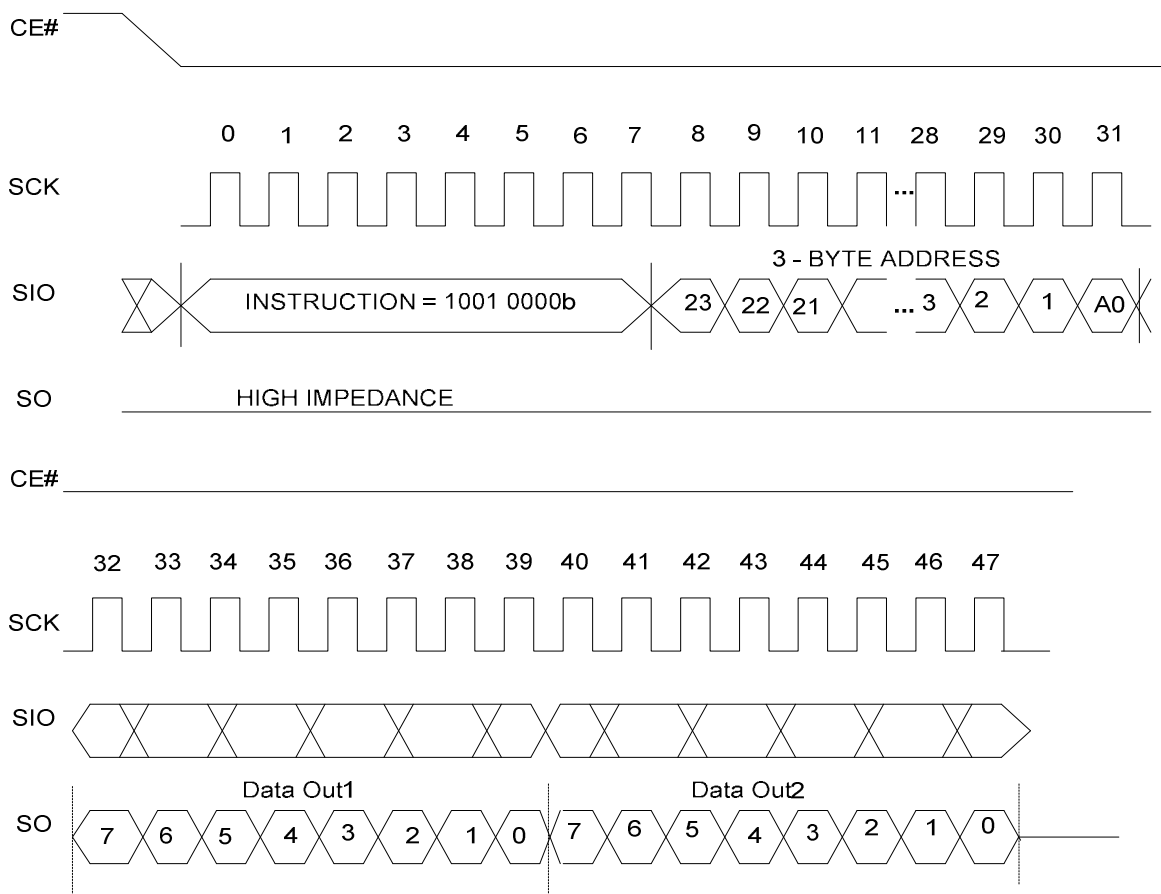 CE#
0 1 2 3 4 5 6 7 8 9 10 11 28 29 30 31
SCK ...
3 - BYTE ADDRESS
SIO INSTRUCTION = 1001 0000b 23 22 21 ... 3 2 1 A0
SO HIGH IMPEDANCE
CE#
32 33 34 35 36 37 38 39 40 41 42 43 44 45 46 47
SCK
SIO
Data Out1 Data Out2
SO 7 6 5 4 3 2 1 0 7 6 5 4 3 2 1 0